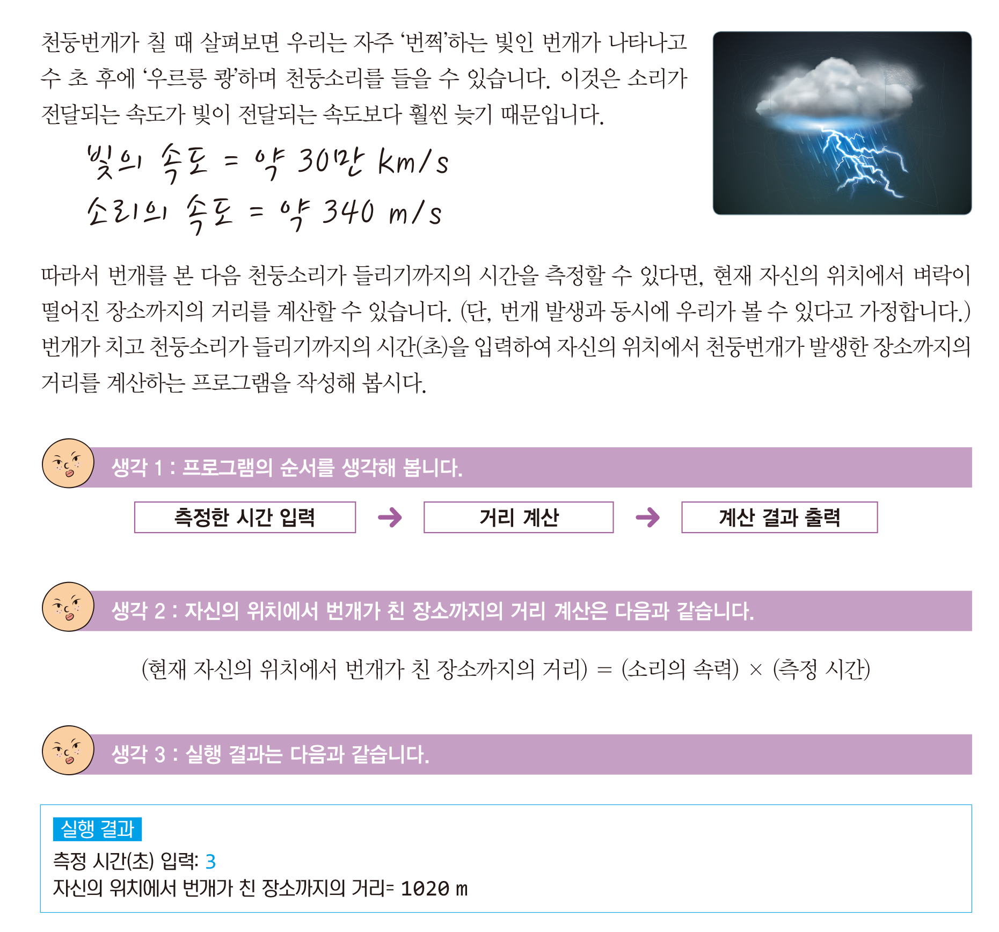 천둥번개가 칠 때 살펴보면 우리는 자주 ‘번쩍’하는 빛인 번개가 나타나고
수 초 후에 ‘우르릉 쾅’하며 천둥소리를 들을 수 있습니다. 이것은 소리가
전달되는 속도가 빛이 전달되는 속도보다 훨씬 늦기 때문입니다.
빛의 속도 = 약 30만 km/s
소리의 속도 = 약 340 m/s
따라서 번개를 본 다음 천둥소리가 들리기까지의 시간을 측정할 수 있다면, 현재 자신의 위치에서 벼락이
떨어진 장소까지의 거리를 계산할 수 있습니다. (단, 번개 발생과 동시에 우리가 볼 수 있다고 가정합니다.)
번개가 치고 천둥소리가 들리기까지의 시간(초)을 입력하여 자신의 위치에서 천둥번개가 발생한 장소까지의
거리를 계산하는 프로그램을 작성해 봅시다.
생각 1 : 프로그램의 순서를 생각해 봅니다.
측정한 시간 입력 → 거리 계산 → 계산 결과 출력
생각 2 : 자신의 위치에서 번개가 친 장소까지의 거리 계산은 다음과 같습니다.
(현재 자신의 위치에서 번개가 친 장소까지의 거리) = (소리의 속력) × (측정 시간)
생각 3 : 실행 결과는 다음과 같습니다.
실행 결과
측정 시간(초) 입력: 3
자신의 위치에서 번개가 친 장소까지의 거리= 1020 m